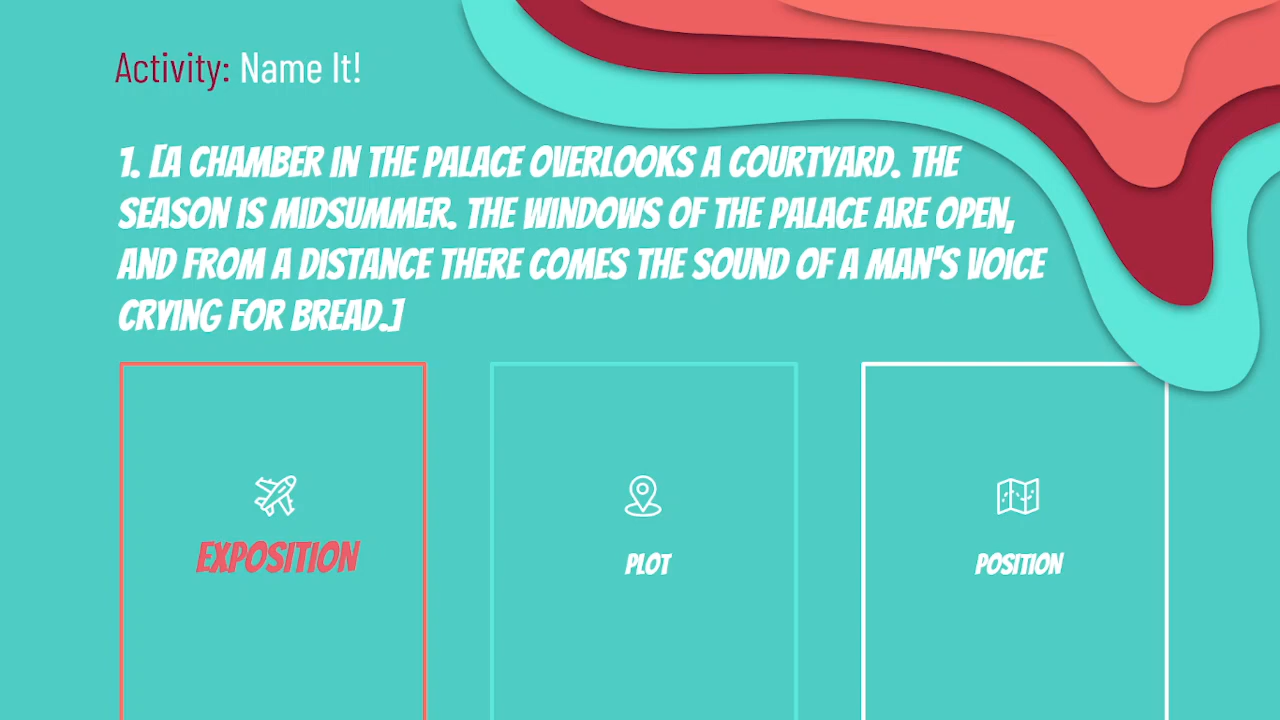 Activity: Name It!
1. [A CHAMBER IN THE PALACE OVERLOOKS A COURTYARD. THE
SEASON IS MIDSUMMER. THE WINDOWS OF THE PALACE ARE OPEN,
AND FROM A DISTANCE THERE COMES THE SOUND OF A MAN'S VOICE
CRYING FOR BREAD.]
EXPOSITION
PLOT
POSITION